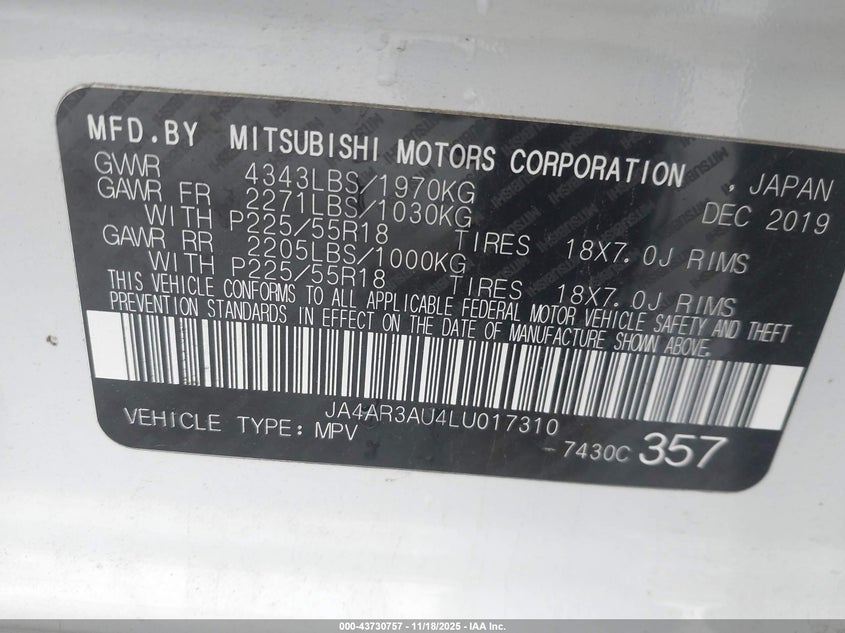 MFD.BY MITSUBISHI MOTORS CORPORATION , JAPAN
GVWR 4343LBS/1970KG DEC 2019
GAWR FR 2271LBS/1030KG
WITH P225/55R18 TIRES 18X7.0J RIMS
GAWR RR 2205LBS/1000KG
WITH P225/55R18 TIRES 18X7.0J RIMS
THIS VEHICLE CONFORMS TO ALL APPLICABLE FEDERAL MOTOR VEHICLE SAFETY AND THEFT
PREVENTION STANDARDS IN EFFECT ON THE DATE OF MANUFACTURE SHOWN ABOVE.
JA4AR3AU4LU017310
VEHICLE TYPE: MPV
-7430C 357
000-43730757 - 11/18/2025 - IAA Inc.